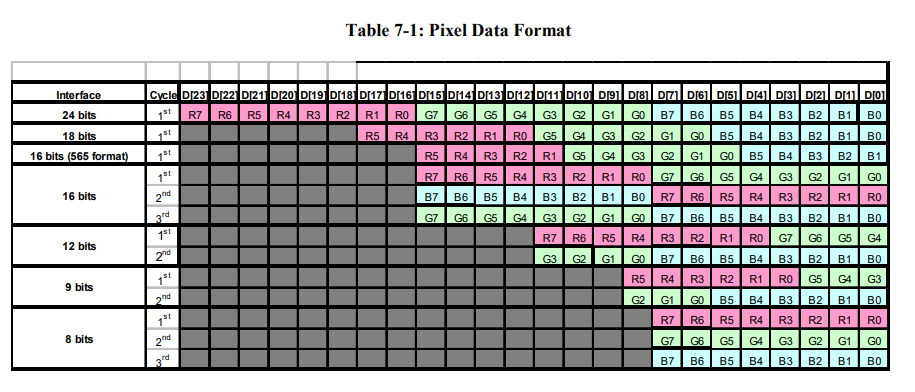 Table 7-1: Pixel Data Format
Interface Cycle D[23] D[22] D[21] D[20] D[19] D[18] D[17] D[16] D[15] D[14] D[13] D[12] D[11] D[10] D[9] D[8] D[7] D[6] D[5] D[4] D[3] D[2] D[1] D[0]
24 bits 1st R7 R6 R5 R4 R3 R2 R1 R0 G7 G6 G5 G4 G3 G2 G1 G0 B7 B6 B5 B4 B3 B2 B1 B0
18 bits 1st R5 R4 R3 R2 R1 R0 G5 G4 G3 G2 G1 G0 B5 B4 B3 B2 B1 B0
16 bits (565 format) 1st R5 R4 R3 R2 R1 G5 G4 G3 G2 G1 G0 B5 B4 B3 B2 B1
16 bits 1st R7 R6 R5 R4 R3 R2 R1 R0 G7 G6 G5 G4 G3 G2 G1 G0
2nd B7 B6 B5 B4 B3 B2 B1 B0 R7 R6 R5 R4 R3 R2 R1 R0
3rd G7 G6 G5 G4 G3 G2 G1 G0 B7 B6 B5 B4 B3 B2 B1 B0
12 bits 1st R7 R6 R5 R4 R3 R2 R1 R0 G7 G6 G5 G4
2nd G3 G2 G1 G0 B7 B6 B5 B4 B3 B2 B1 B0
9 bits 1st R5 R4 R3 R2 R1 R0 G5 G4 G3
2nd G2 G1 G0 B5 B4 B3 B2 B1 B0
8 bits 1st R7 R6 R5 R4 R3 R2 R1 R0
2nd G7 G6 G5 G4 G3 G2 G1 G0
3rd B7 B6 B5 B4 B3 B2 B1 B0